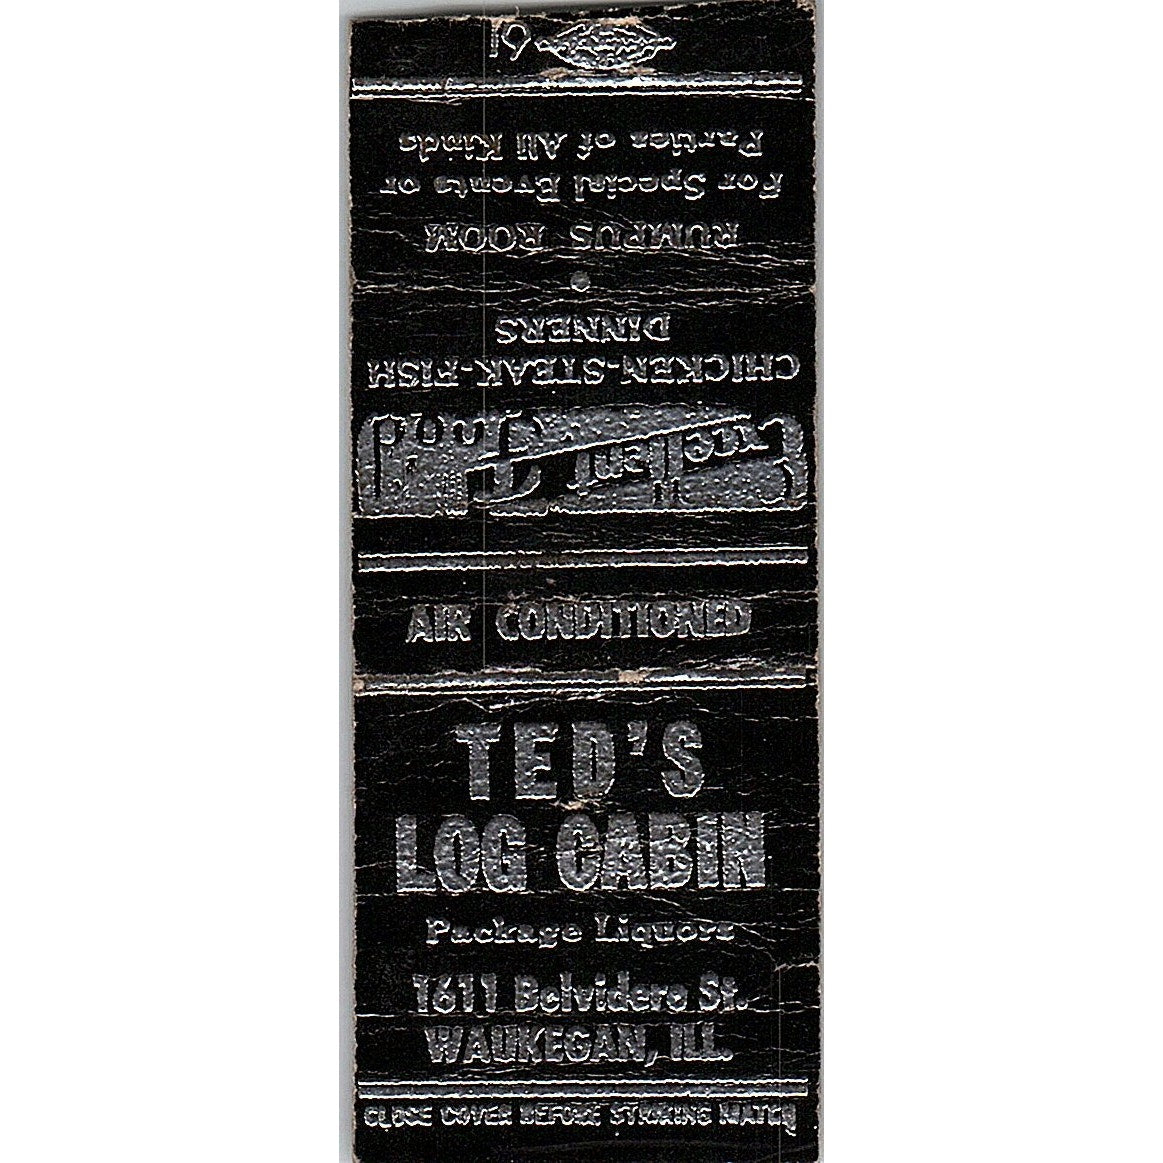 AIR CONDITIONED
TED'S
LOG CABIN
Package Liquors
1611 Belvidere St.
WAUKEGAN, ILL.
CLOSE COVER BEFORE STRIKING MATCH
Excellent Food
CHICKEN-STEAK-FISH
DINNERS
RUMPUS ROOM
For Special Events or
Parties of All Kinds